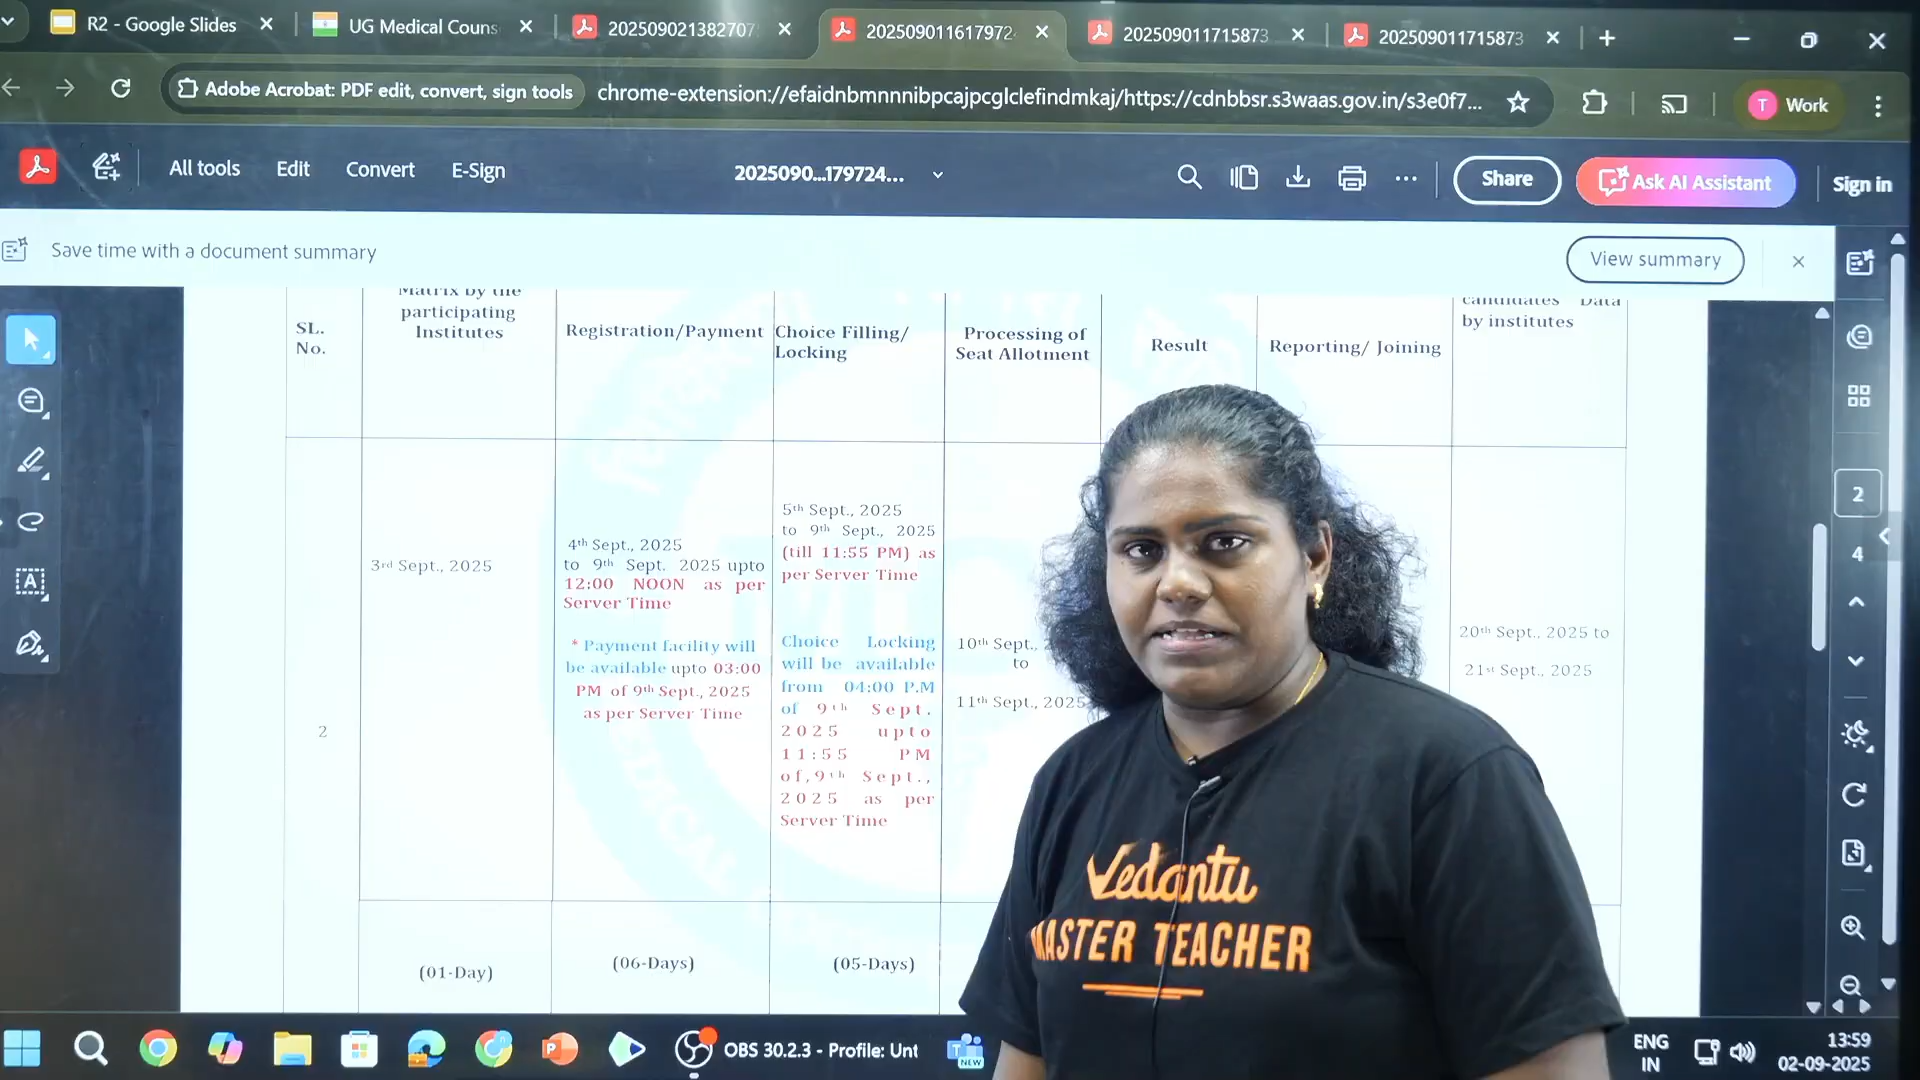 R2 - Google Slides
UG Medical Couns
20250902138270
202509011617972
202509011715873
202509011715873
Adobe Acrobat: PDF edit, convert, sign tools
chrome-extension://efaidnbmnnnibpcajpcglclefindmkaj/https://cdnbbsr.s3waas.gov.in/s3e0f7...
T Work
All tools
Edit
Convert
E-Sign
2025090...179724...
Share
Ask AI Assistant
Sign in
Save time with a document summary
View summary
SL.
No.
Matrix by the
participating
Institutes
Registration/Payment
Choice Filling/
Locking
Processing of
Seat Allotment
Result
Reporting/ Joining
candidates Data
by institutes
2
3rd Sept., 2025
4th Sept., 2025
to 9th Sept. 2025 upto
12:00 NOON as per
Server Time
* Payment facility will
be available upto 03:00
PM of 9th Sept., 2025
as per Server Time
5th Sept., 2025
to 9th Sept., 2025
(till 11:55 PM) as
per Server Time
Choice Locking
will be available
from 04:00 P.M
of 9th Sept.
2025 upto
11:55 PM
of,9th Sept.,
2025 as per
Server Time
10th Sept.,
to
11th Sept., 2025
20th Sept., 2025 to
21st Sept., 2025
(01-Day)
(06-Days)
(05-Days)
2
4
Vedantu
MASTER TEACHER
OBS 30.2.3 - Profile: Unt
NEW
ENG
IN
13:59
02-09-2025